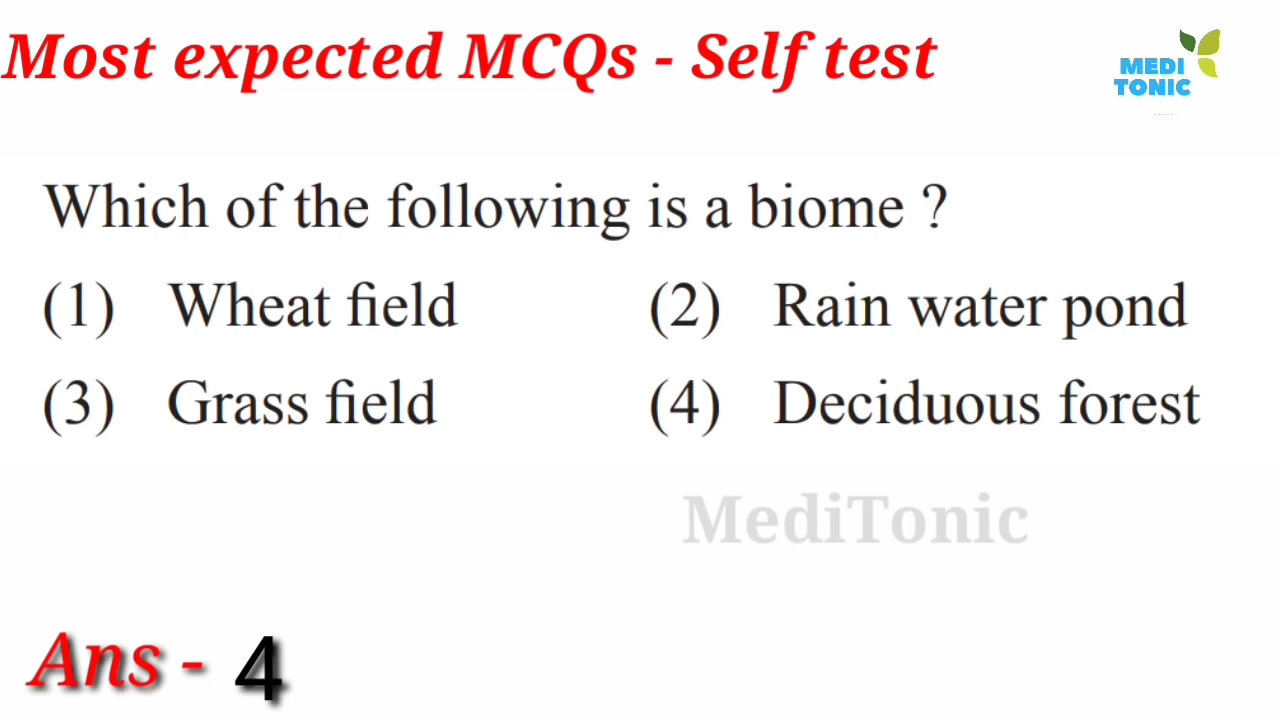 Most expected MCQs - Self test
MEDI
TONIC
Which of the following is a biome ?
(1) Wheat field (2) Rain water pond
(3) Grass field (4) Deciduous forest
MediTonic
Ans - 4